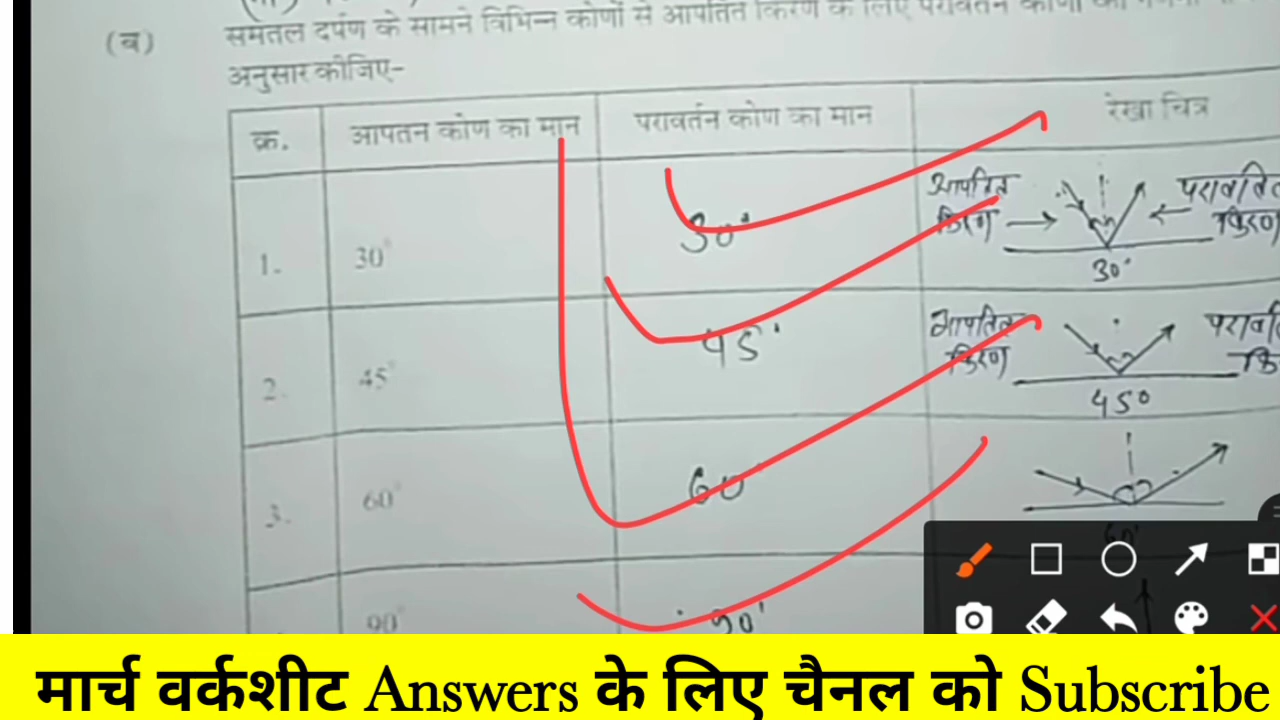 (ब)
समतल दर्पण के सामने विभिन्न कोणों से आपतित किरण के लिए परावर्तन कोणों
अनुसार कीजिए-
क्र. आपतन कोण का मान परावर्तन कोण का मान रेखा चित्र
1. 30° 30° आपतित किरण परावर्तित किरण 30°
2. 45° 45° आपतित किरण 45°
3. 60° 60
90° 90°
मार्च वर्कशीट Answers के लिए चैनल को Subscribe